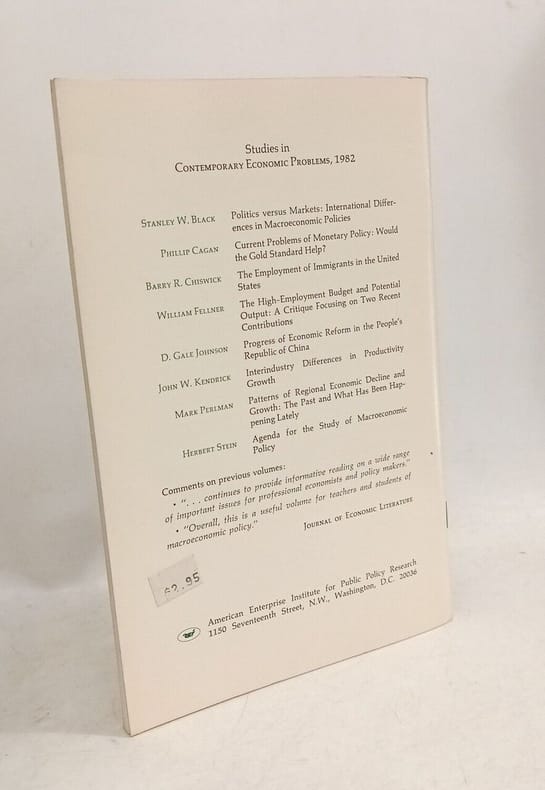 Studies in
CONTEMPORARY ECONOMIC PROBLEMS, 1982
STANLEY W. BLACK Politics versus Markets: International Differ-
ences in Macroeconomic Policies
PHILLIP CAGAN Current Problems of Monetary Policy: Would
the Gold Standard Help?
BARRY R. CHISWICK The Employment of Immigrants in the United
States
WILLIAM FELLNER The High-Employment Budget and Potential
Output: A Critique Focusing on Two Recent
Contributions
D. GALE JOHNSON Progress of Economic Reform in the People's
Republic of China
JOHN W. KENDRICK Interindustry Differences in Productivity
Growth
MARK PERLMAN Patterns of Regional Economic Decline and
Growth: The Past and What Has Been Hap-
pening Lately
HERBERT STEIN Agenda for the Study of Macroeconomic
Policy
Comments on previous volumes:
• ". . . continues to provide informative reading on a wide range
of important issues for professional economists and policy makers."
• "Overall, this is a useful volume for teachers and students of
macroeconomic policy."
JOURNAL OF ECONOMIC LITERATURE
American Enterprise Institute for Public Policy Research
1150 Seventeenth Street, N.W., Washington, D.C. 20036